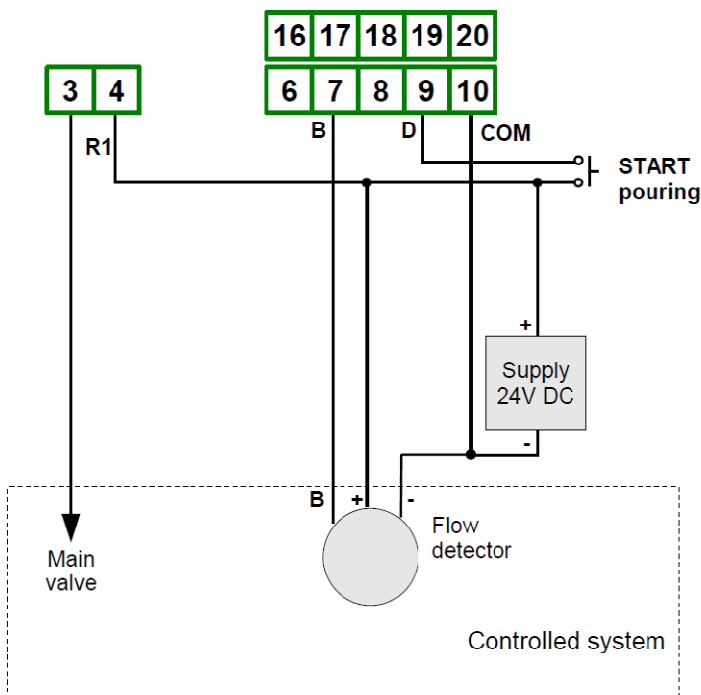 16 17 18 19 20
3 4 6 7 8 9 10
R1 B D COM
START
pouring
+
Supply
24V DC
-
B + -
Flow
detector
Main
valve
Controlled system